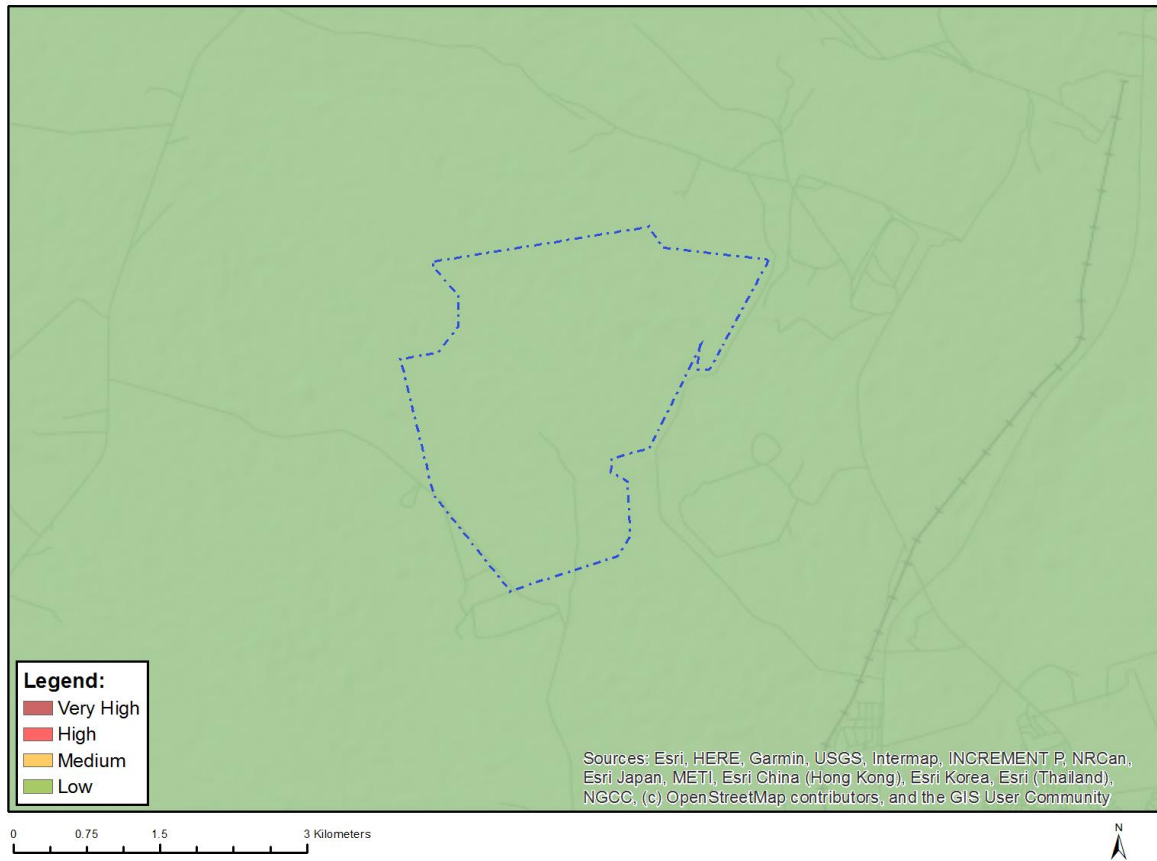 Legend:
Very High
High
Medium
Low
Sources: Esri, HERE, Garmin, USGS, Intermap, INCREMENT P, NRCan,
Esri Japan, METI, Esri China (Hong Kong), Esri Korea, Esri (Thailand),
NGCC, (c) OpenStreetMap contributors, and the GIS User Community
0 0.75 1.5 3 Kilometers
N